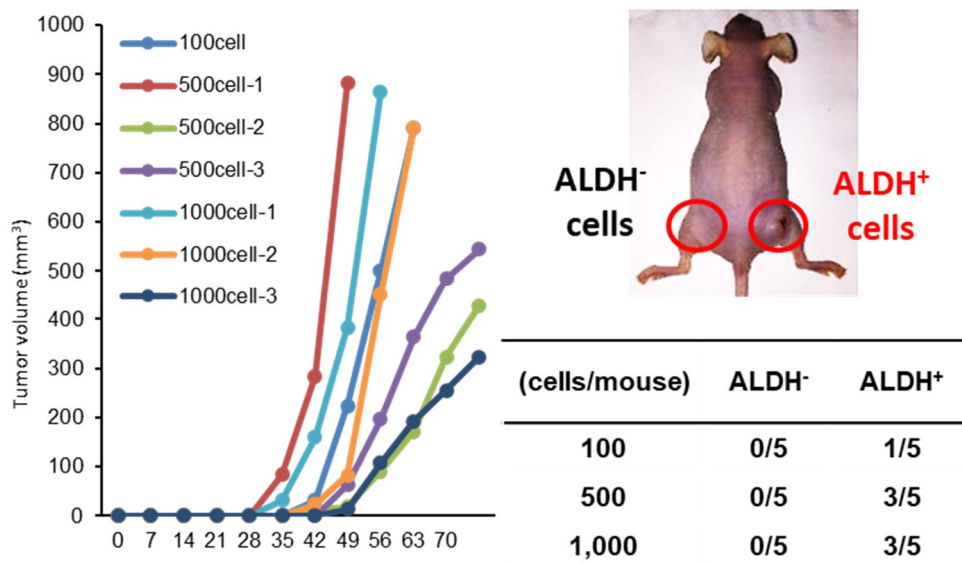 1000
900
800
700
600
500
400
300
200
100
0
Tumor volume (mm³)
100cell
500cell-1
500cell-2
500cell-3
1000cell-1
1000cell-2
1000cell-3
0 7 14 21 28 35 42 49 56 63 70
ALDH⁻
cells
ALDH⁺
cells
(cells/mouse) ALDH⁻ ALDH⁺
100 0/5 1/5
500 0/5 3/5
1,000 0/5 3/5